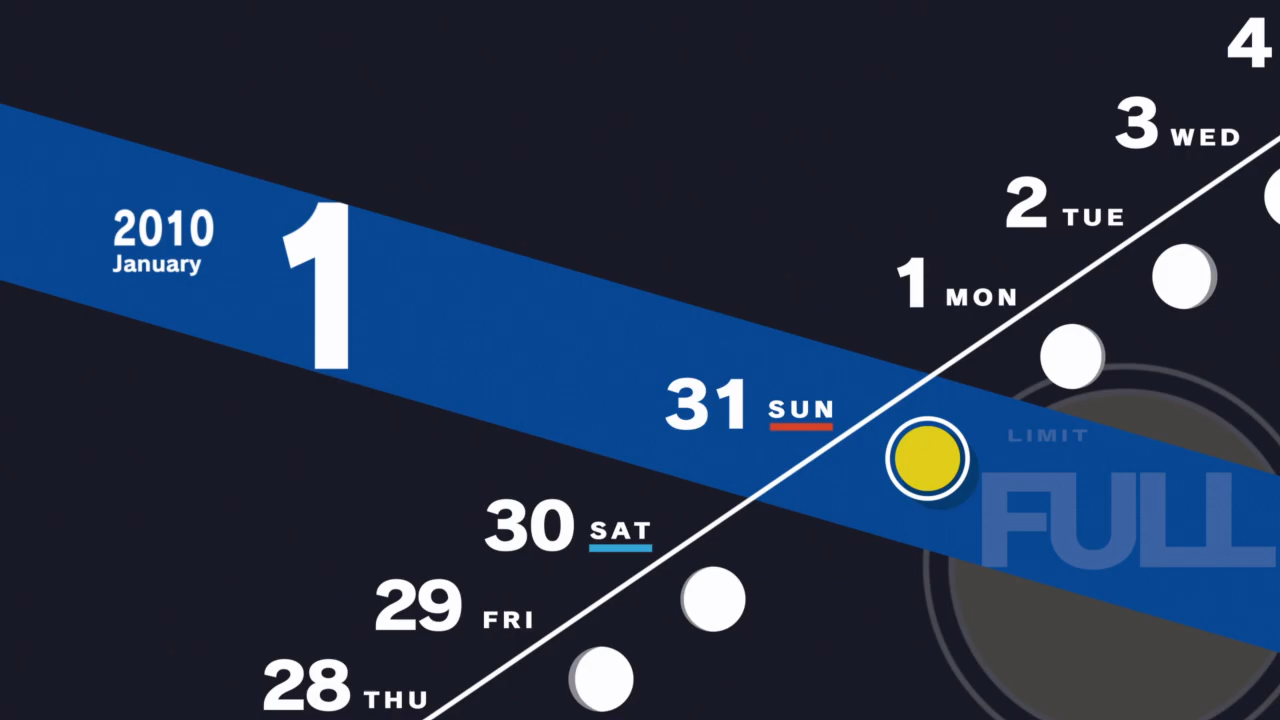 4
3 WED
2 TUE
1 MON
2010
January
1
31 SUN
LIMIT
FULL
30 SAT
29 FRI
28 THU